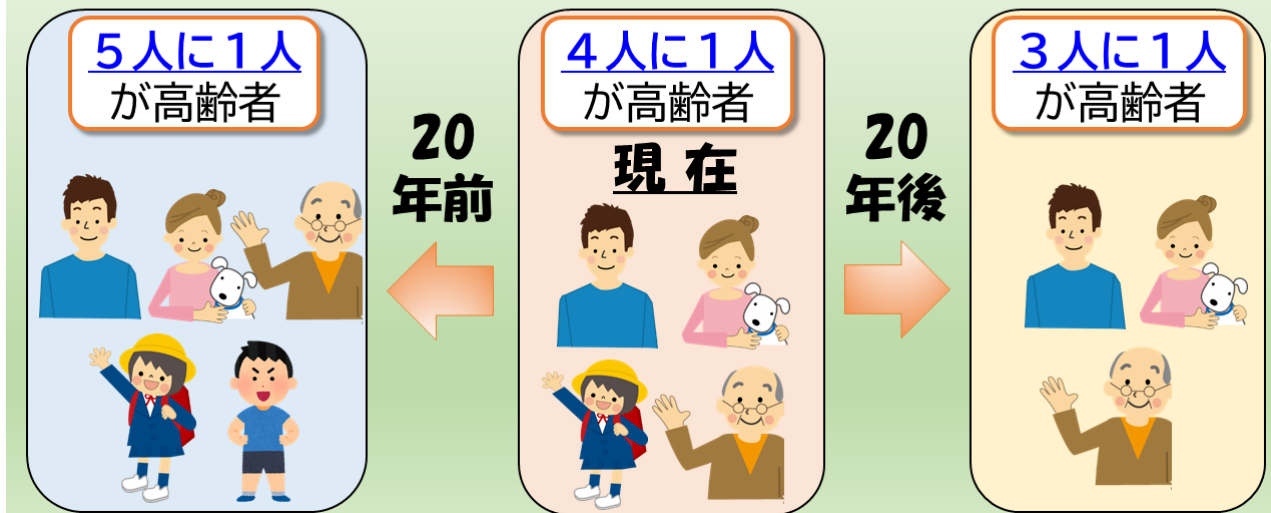 ５人に１人
が高齢者
20
年前
４人に１人
が高齢者
現 在
20
年後
３人に１人
が高齢者